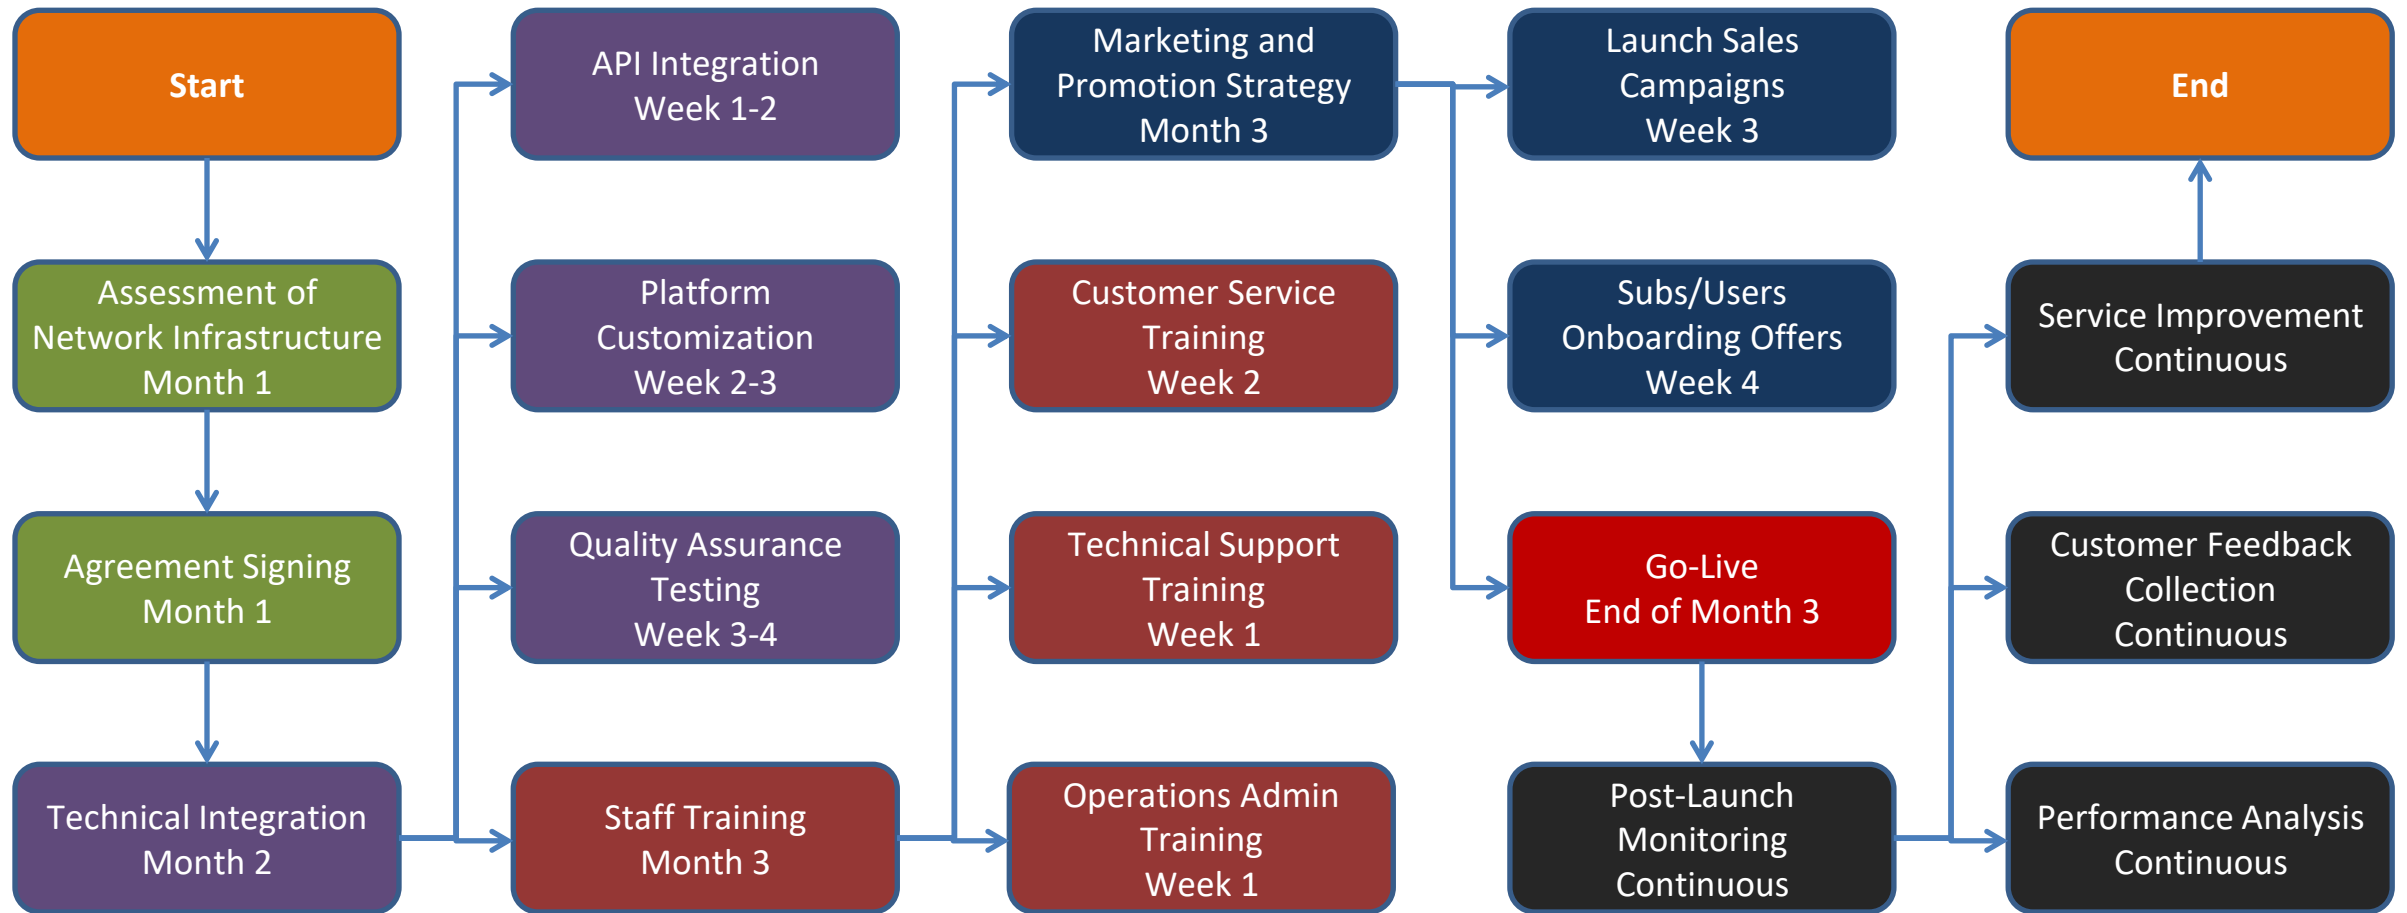 Start
Assessment of
Network Infrastructure
Month 1
Agreement Signing
Month 1
Technical Integration
Month 2
API Integration
Week 1-2
Platform
Customization
Week 2-3
Quality Assurance
Testing
Week 3-4
Staff Training
Month 3
Marketing and
Promotion Strategy
Month 3
Customer Service
Training
Week 2
Technical Support
Training
Week 1
Operations Admin
Training
Week 1
Launch Sales
Campaigns
Week 3
Subs/Users
Onboarding Offers
Week 4
Go-Live
End of Month 3
Post-Launch
Monitoring
Continuous
End
Service Improvement
Continuous
Customer Feedback
Collection
Continuous
Performance Analysis
Continuous